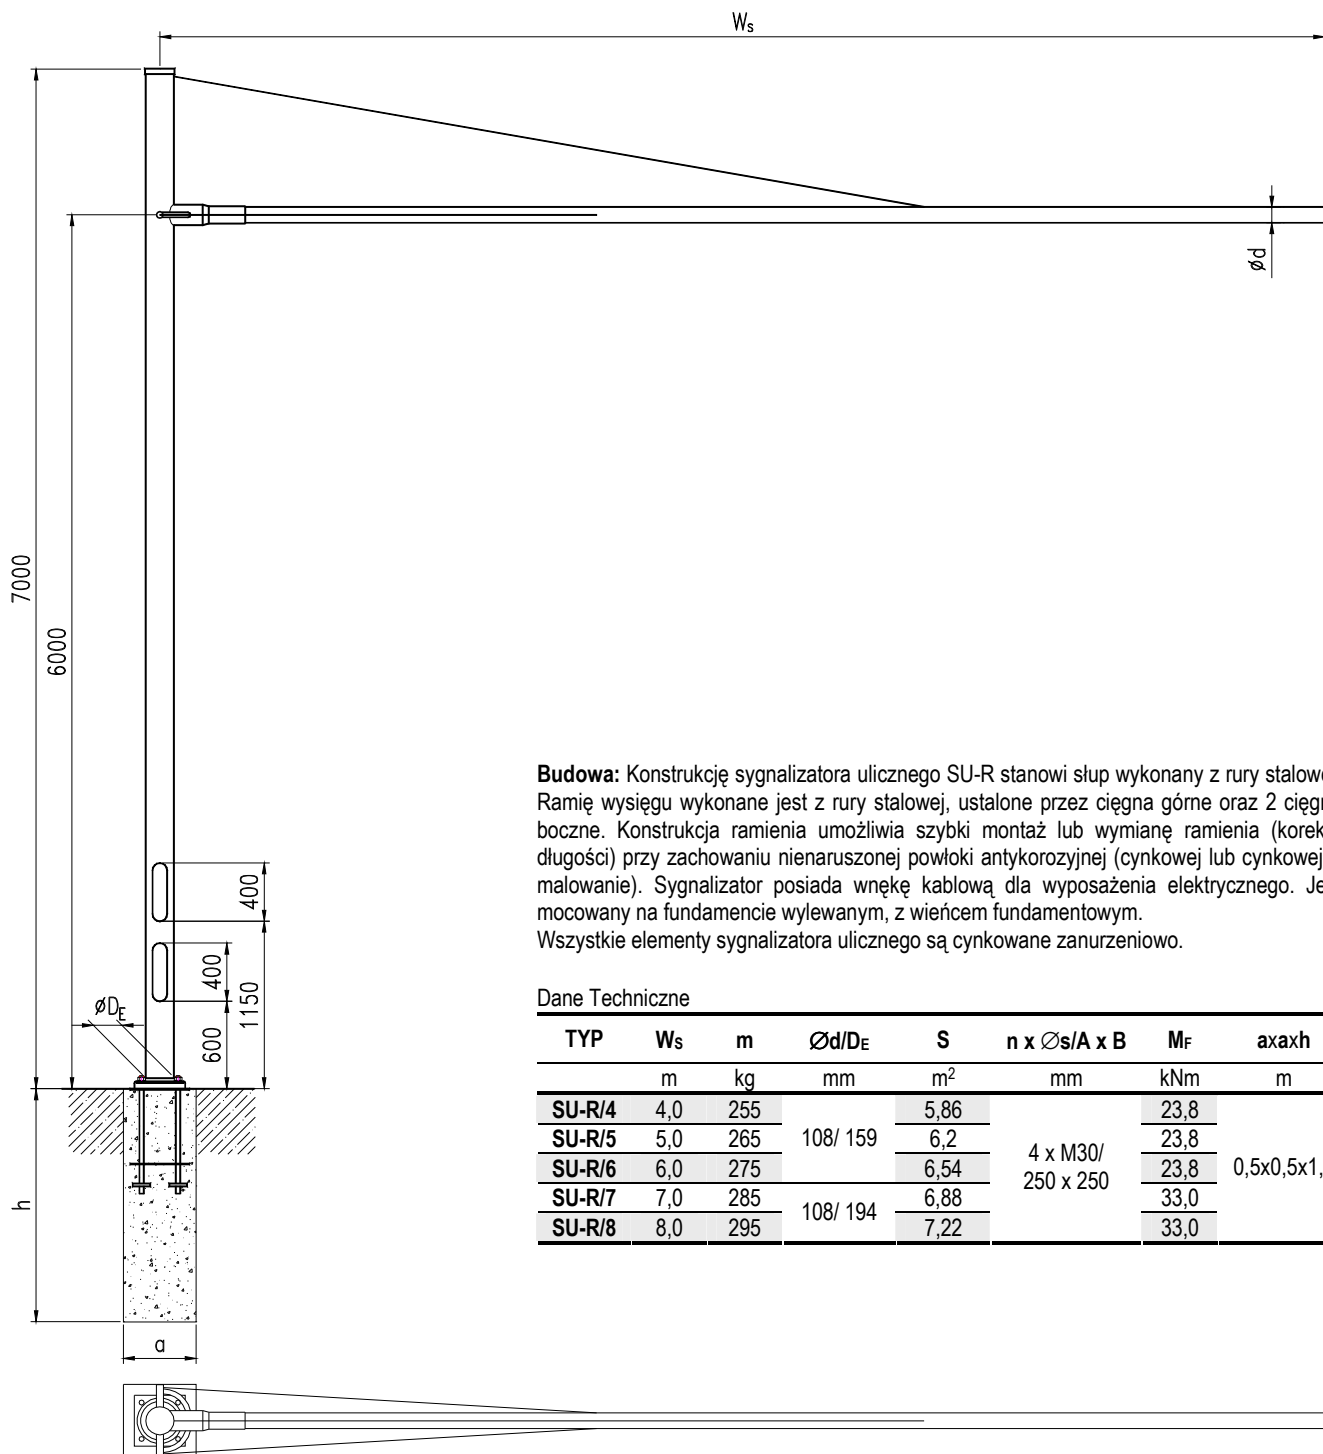 Ws
ød
7000
6000
400
400
1150
600
øDE
h
a
Budowa: Konstrukcję sygnalizatora ulicznego SU-R stanowi słup wykonany z rury
Ramię wysięgu wykonane jest z rury stalowej, ustalone przez cięgna górne oraz 2
boczne. Konstrukcja ramienia umożliwia szybki montaż lub wymianę ramienia
długości) przy zachowaniu nienaruszonej powłoki antykorozyjnej (cynkowej lub cynkowej
malowanie). Sygnalizator posiada wnękę kablową dla wyposażenia elektrycznego.
mocowany na fundamencie wylewanym, z wieńcem fundamentowym.
Wszystkie elementy sygnalizatora ulicznego są cynkowane zanurzeniowo.
Dane Techniczne
TYP Ws m Ød/DE S n x Øs/A x B MF axaxh
m kg mm m² mm kNm m
SU-R/4 4,0 255 5,86 23,8
SU-R/5 5,0 265 108/ 159 6,2 23,8
SU-R/6 6,0 275 6,54 4 x M30/ 250 x 250 23,8 0,5x0,5x1,
SU-R/7 7,0 285 6,88 33,0
SU-R/8 8,0 295 108/ 194 7,22 33,0